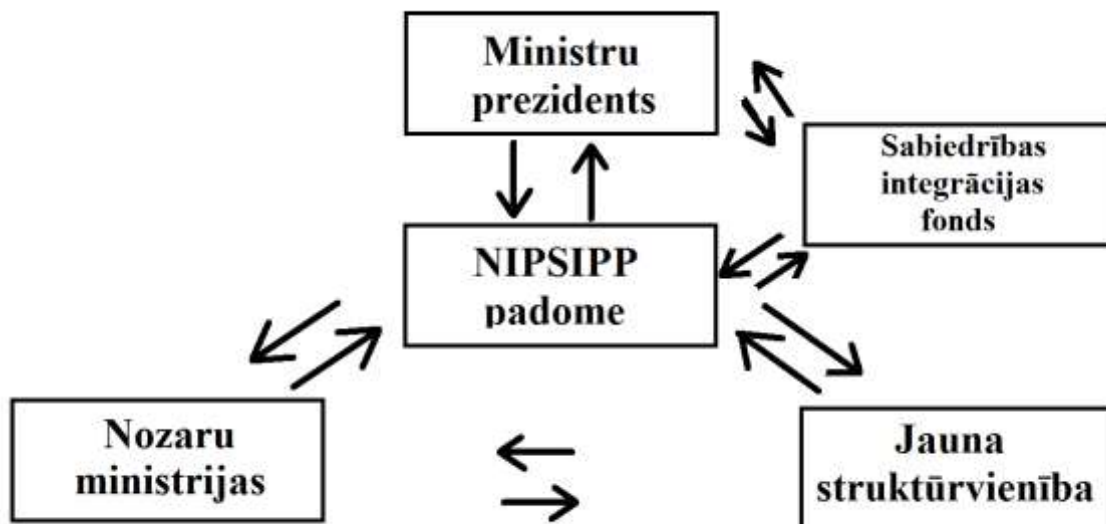 Ministru
prezidents
Sabiedrības
integrācijas
fonds
NIPSIPP
padome
Nozaru
ministrijas
Jauna
struktūrvienība